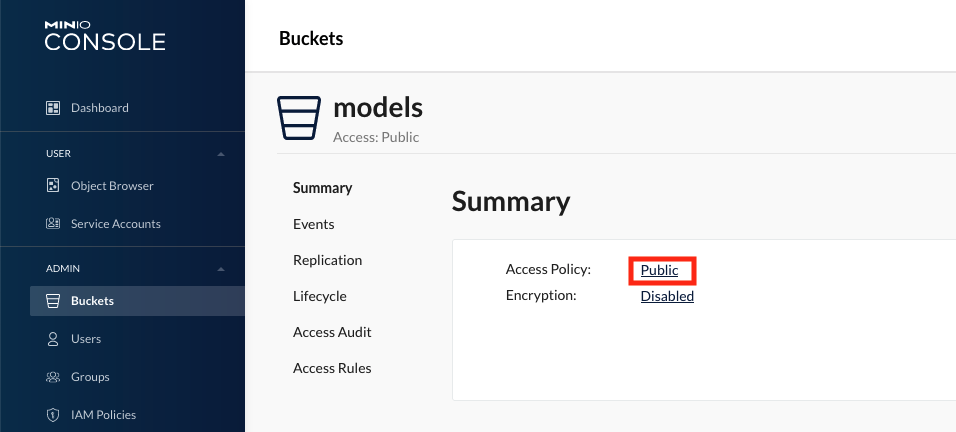 MINIO
CONSOLE
Dashboard
USER
Object Browser
Service Accounts
ADMIN
Buckets
Users
Groups
IAM Policies
Buckets
models
Access: Public
Summary
Events
Replication
Lifecycle
Access Audit
Access Rules
Summary
Access Policy: Public
Encryption: Disabled